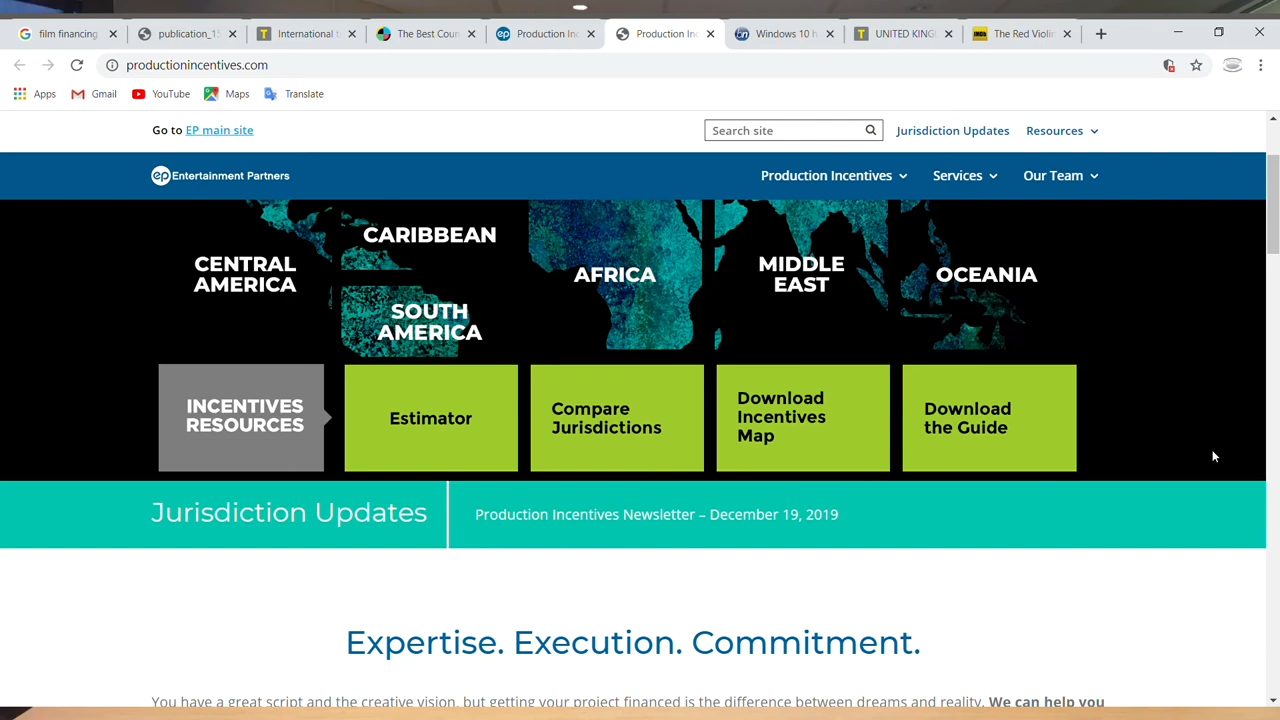 film financing
publication_15
International t
The Best Coun
Production Inc
Production Inc
Windows 10 h
UNITED KING
The Red Violin
productionincentives.com
Apps
Gmail
YouTube
Maps
Translate
Go to EP main site
Search site
Jurisdiction Updates
Resources
ep Entertainment Partners
Production Incentives
Services
Our Team
CENTRAL
AMERICA
CARIBBEAN
SOUTH
AMERICA
AFRICA
MIDDLE
EAST
OCEANIA
INCENTIVES
RESOURCES
Estimator
Compare
Jurisdictions
Download
Incentives
Map
Download
the Guide
Jurisdiction Updates
Production Incentives Newsletter – December 19, 2019
Expertise. Execution. Commitment.
You have a great script and the creative vision, but getting your project financed is the difference between dreams and reality. We can help you